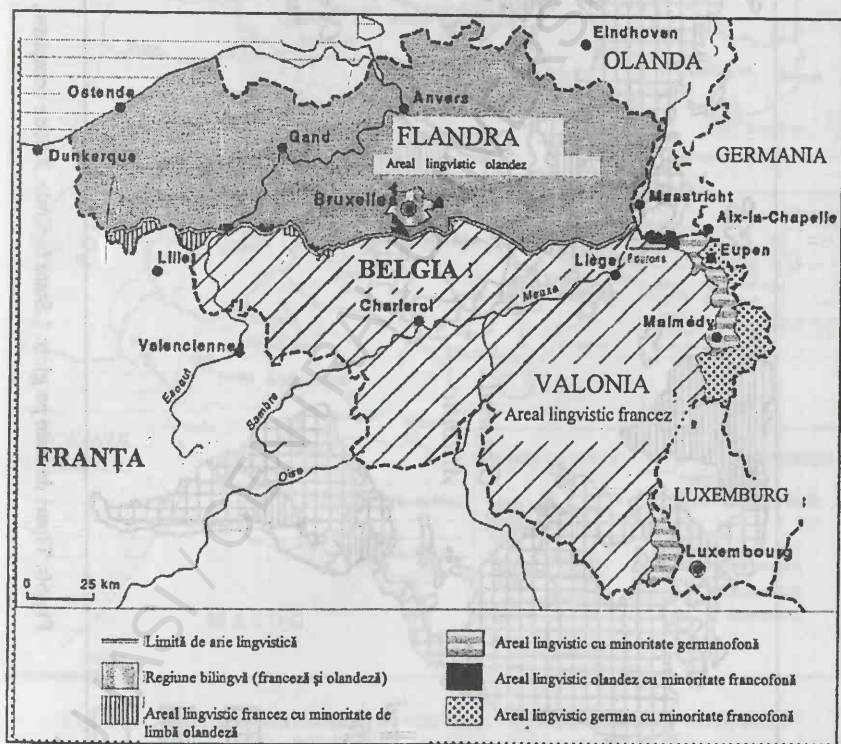 Eindhoven
OLANDA
Ostende
Anvers
Gand
FLANDRA
Areal lingvistic olandez
Dunkerque
GERMANIA
Bruxelles
Maastricht
Aix-la-Chapelle
Eupen
Lille
BELGIA
Liège
Fourons
Meuse
Charleroi
Malmédy
Valenciennes
Escaut
Sambre
VALONIA
Areal lingvistic francez
FRANȚA
Oise
LUXEMBURG
Luxembourg
0 25 km
Limită de arie lingvistică
Regiune bilingvă (franceză și olandeză)
Areal lingvistic francez cu minoritate de
limbă olandeză
Areal lingvistic cu minoritate germanofonă
Areal lingvistic olandez cu minoritate francofonă
Areal lingvistic german cu minoritate francofonă